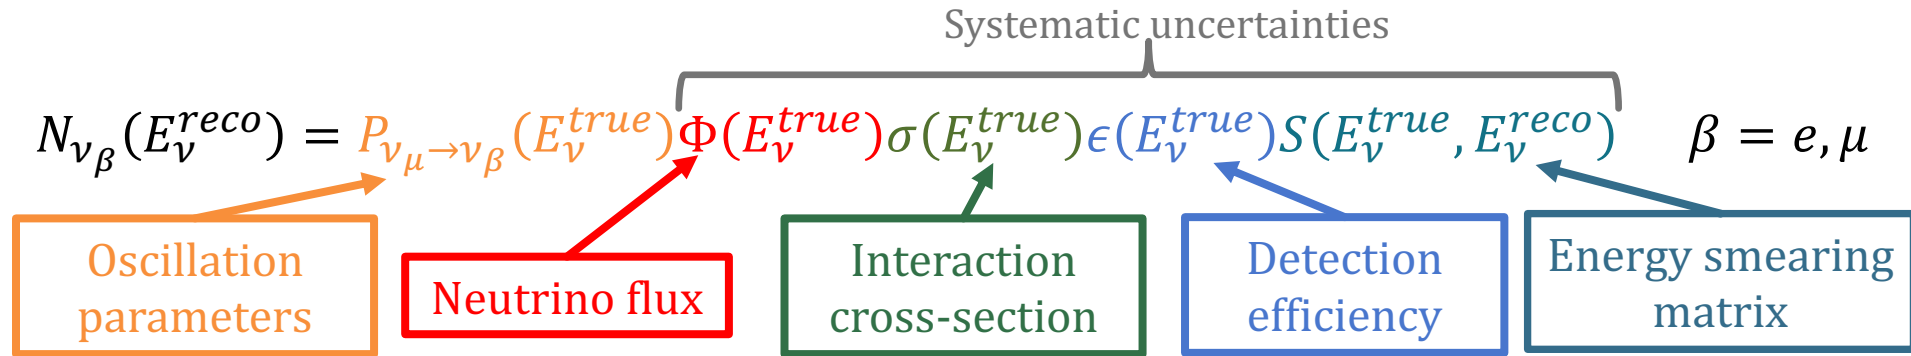 Systematic uncertainties
N_{ν_β}(E_ν^{reco}) = P_{ν_μ→ν_β}(E_ν^{true})Φ(E_ν^{true})σ(E_ν^{true})ϵ(E_ν^{true})S(E_ν^{true}, E_ν^{reco})   β = e, μ
Oscillation
parameters
Neutrino flux
Interaction
cross-section
Detection
efficiency
Energy smearing
matrix